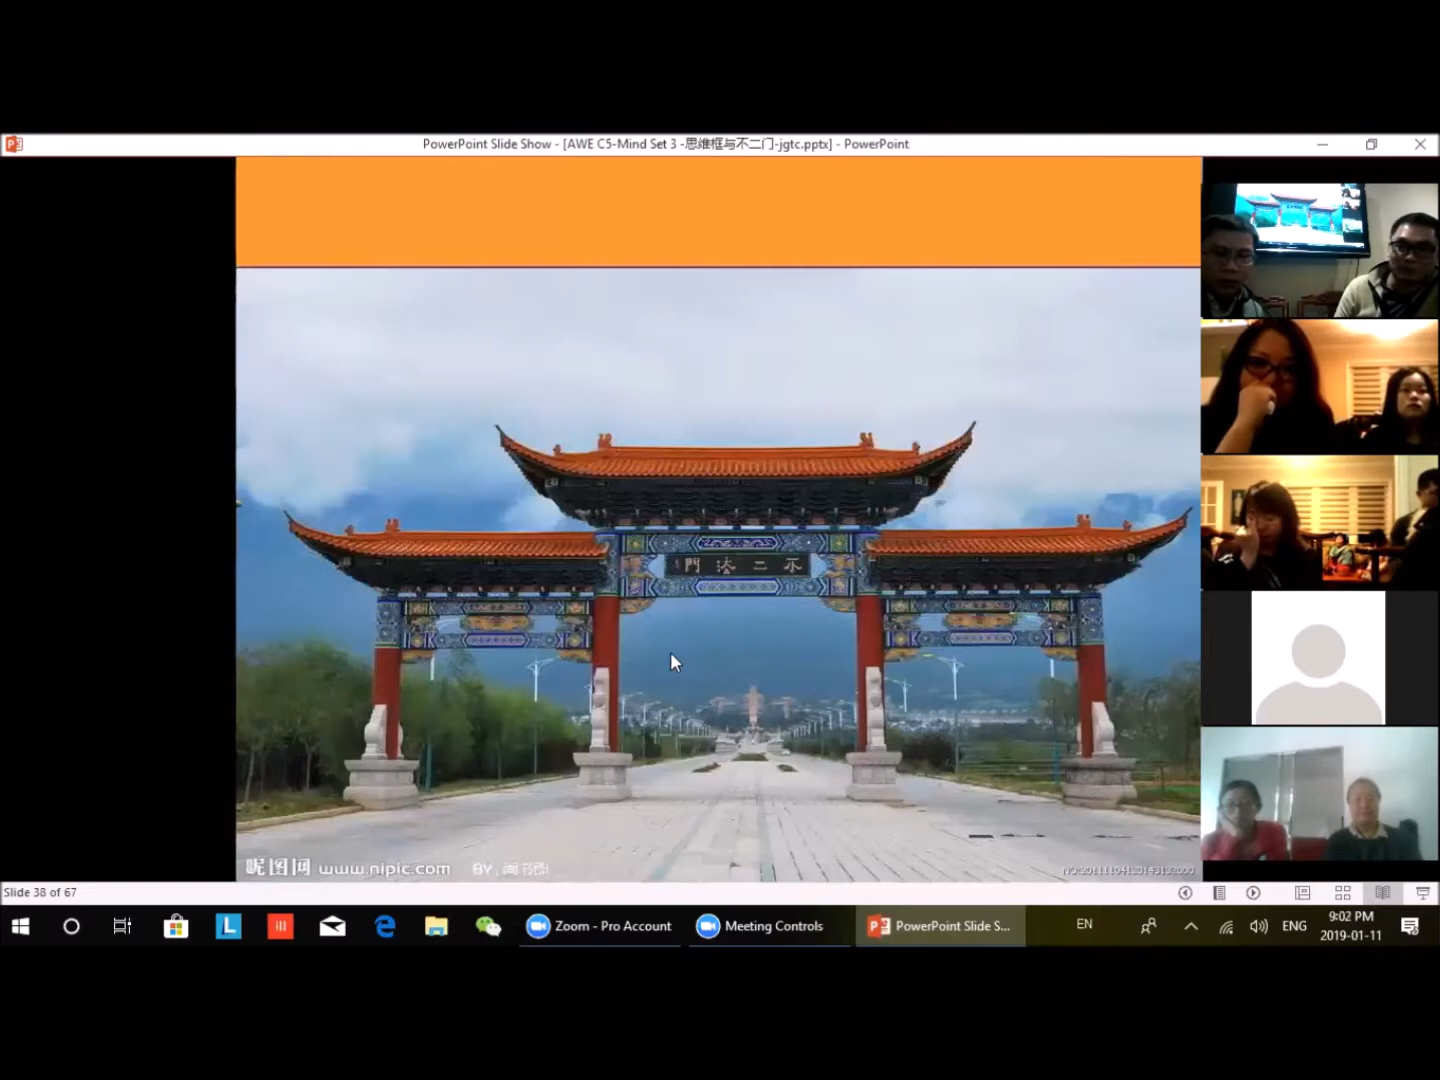 PowerPoint Slide Show - [AWE C5-Mind Set 3 -思维框与不二门-jgtc.pptx] - PowerPoint
門法二不
昵图网 www.nipic.com BY:
Slide 38 of 67
L
Zoom - Pro Account
Meeting Controls
PowerPoint Slide S...
EN
ENG
9:02 PM
2019-01-11